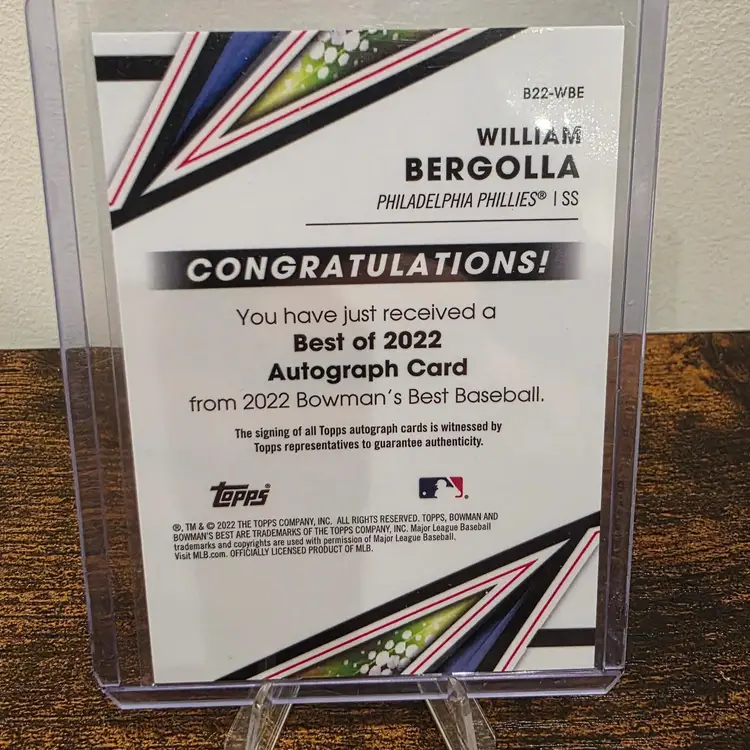 B22-WBE
WILLIAM
BERGOLLA
PHILADELPHIA PHILLIES® | SS
CONGRATULATIONS!
You have just received a
Best of 2022
Autograph Card
from 2022 Bowman's Best Baseball.
The signing of all Topps autograph cards is witnessed by
Topps representatives to guarantee authenticity.
Topps®
®, TM & © 2022 THE TOPPS COMPANY, INC. ALL RIGHTS RESERVED. TOPPS, BOWMAN AND
BOWMAN'S BEST ARE TRADEMARKS OF THE TOPPS COMPANY, INC. Major League Baseball
trademarks and copyrights are used with permission of Major League Baseball.
Visit MLB.com. OFFICIALLY LICENSED PRODUCT OF MLB.